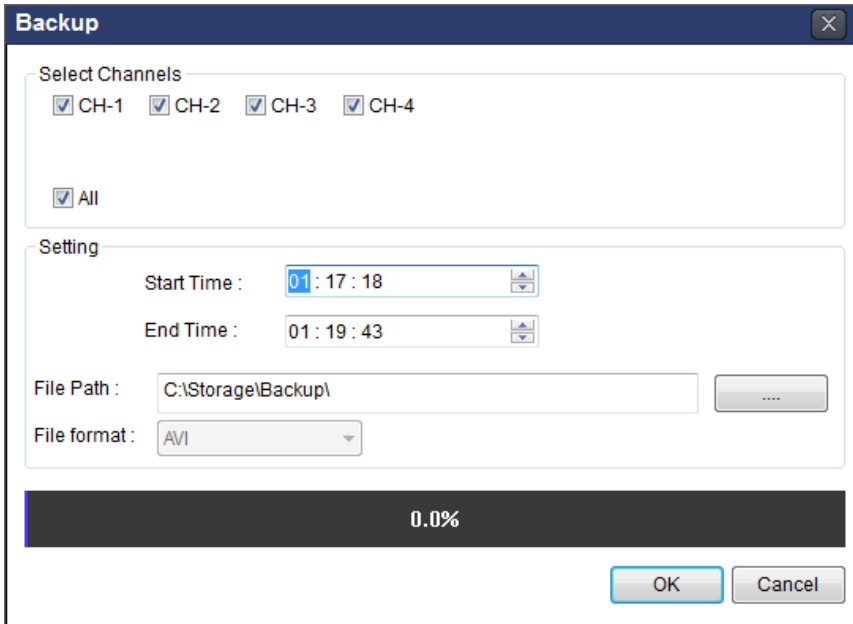 Backup
Select Channels
CH-1 CH-2 CH-3 CH-4
All
Setting
Start Time : 01 : 17 : 18
End Time : 01 : 19 : 43
File Path : C:\Storage\Backup\ ....
File format : AVI
0.0%
OK Cancel